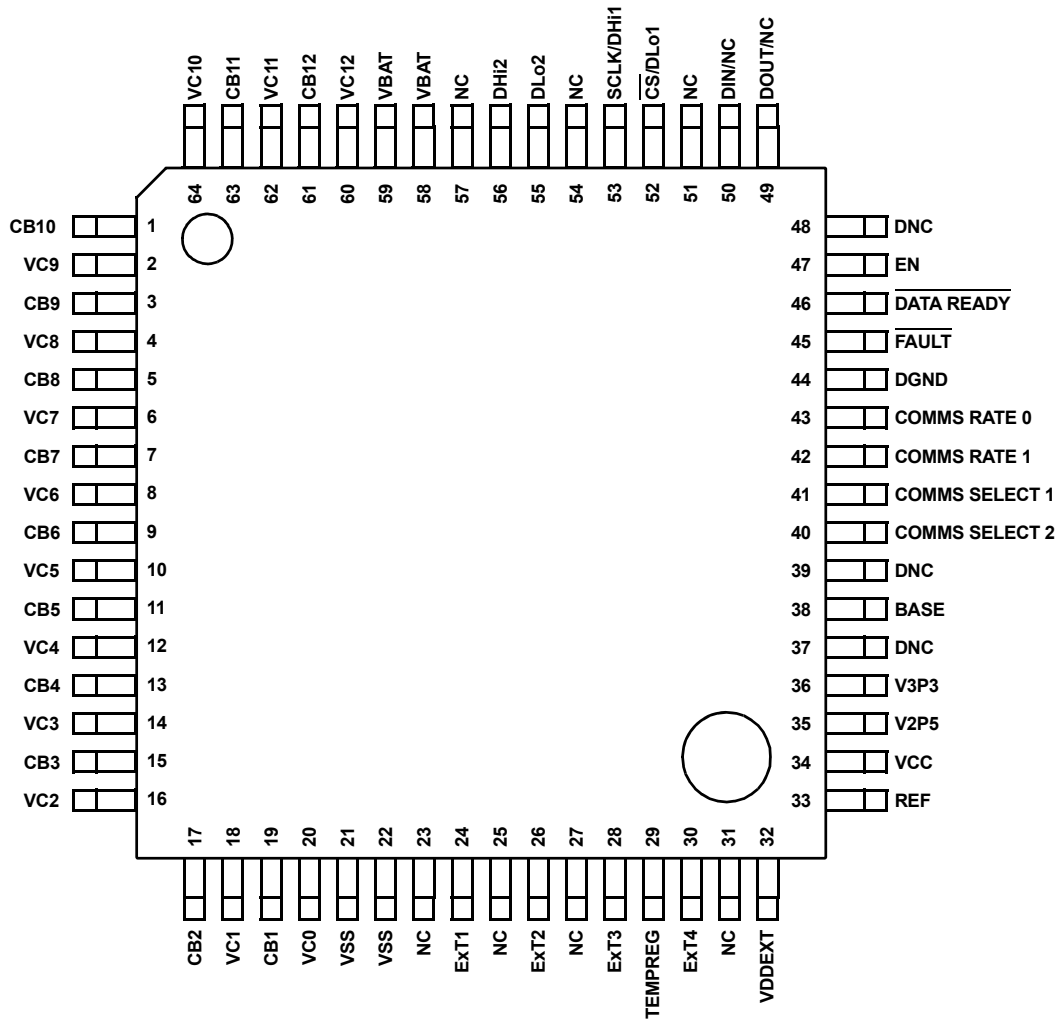 VC10
CB11
VC11
CB12
VC12
VBAT
VBAT
NC
DHi2
DLo2
NC
SCLK/DHi1
CS/DLo1
NC
DIN/NC
DOUT/NC
64 63 62 61 60 59 58 57 56 55 54 53 52 51 50 49
CB10 1 48 DNC
VC9 2 47 EN
CB9 3 46 DATA READY
VC8 4 45 FAULT
CB8 5 44 DGND
VC7 6 43 COMMS RATE 0
CB7 7 42 COMMS RATE 1
VC6 8 41 COMMS SELECT 1
CB6 9 40 COMMS SELECT 2
VC5 10 39 DNC
CB5 11 38 BASE
VC4 12 37 DNC
CB4 13 36 V3P3
VC3 14 35 V2P5
CB3 15 34 VCC
VC2 16 33 REF
17 18 19 20 21 22 23 24 25 26 27 28 29 30 31 32
CB2
VC1
CB1
VC0
VSS
VSS
NC
ExT1
NC
ExT2
NC
ExT3
TEMPREG
ExT4
NC
VDDEXT